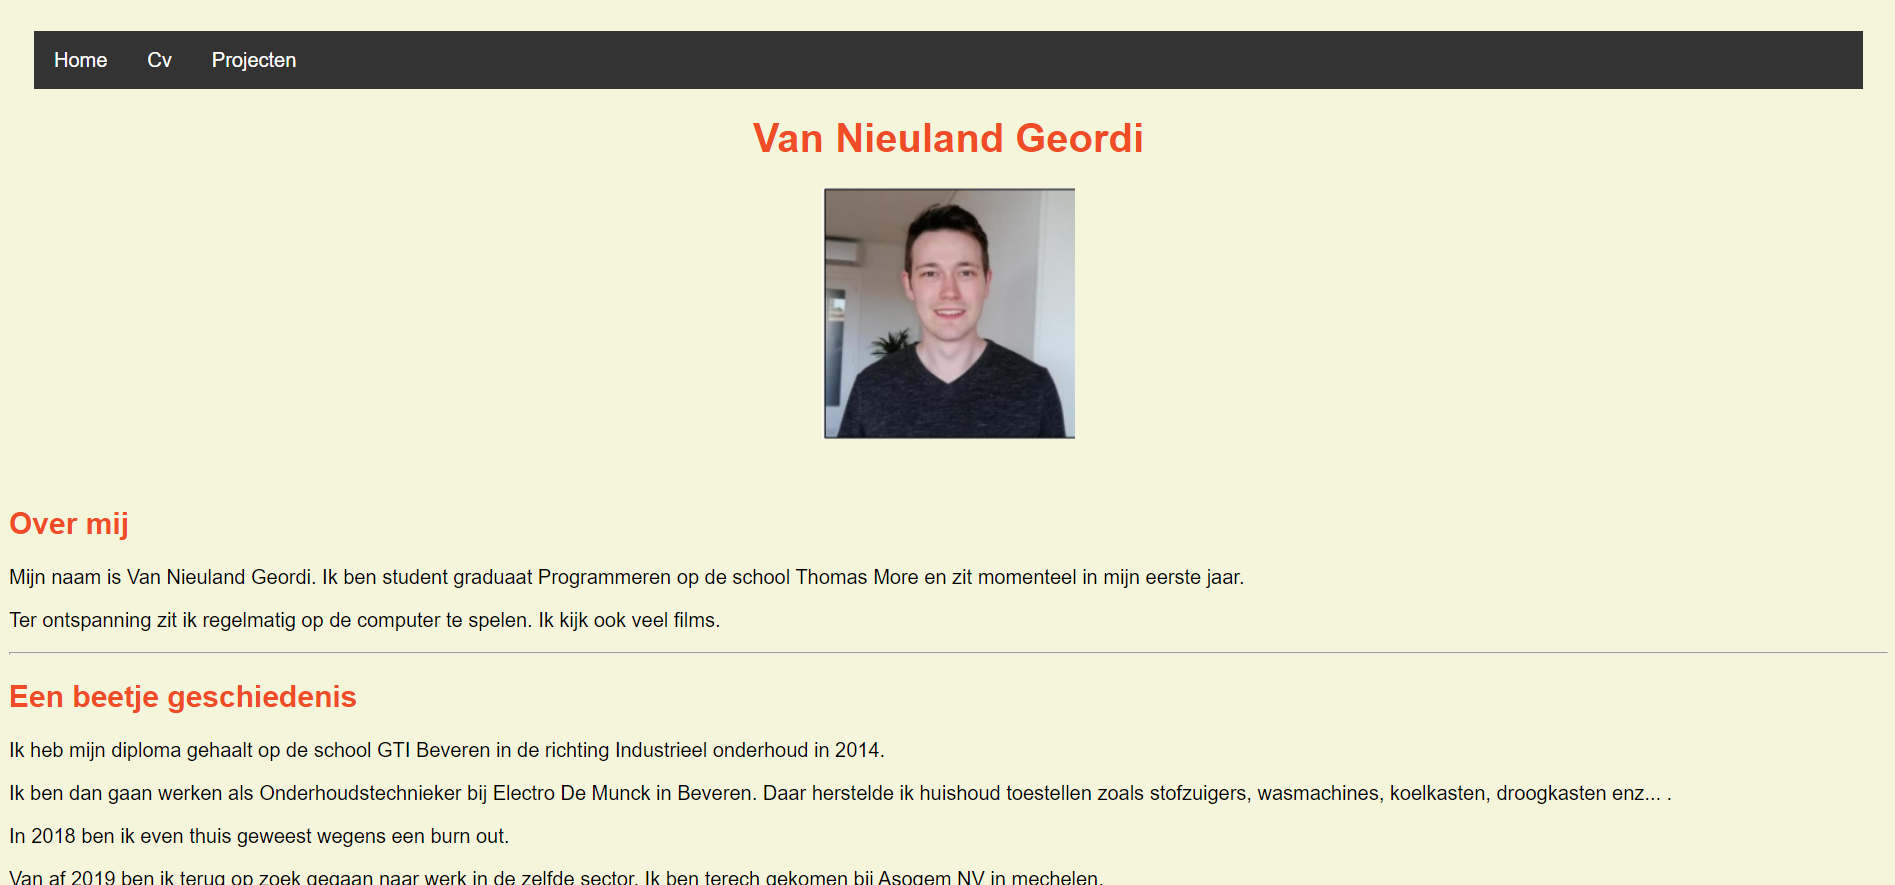 Home Cv Projecten
Van Nieuland Geordi
Over mij
Mijn naam is Van Nieuland Geordi. Ik ben student graduaat Programmeren op de school Thomas More en zit momenteel in mijn eerste jaar.
Ter ontspanning zit ik regelmatig op de computer te spelen. Ik kijk ook veel films.
Een beetje geschiedenis
Ik heb mijn diploma gehaalt op de school GTI Beveren in de richting Industrieel onderhoud in 2014.
Ik ben dan gaan werken als Onderhoudstechnieker bij Electro De Munck in Beveren. Daar herstelde ik huishoud toestellen zoals stofzuigers, wasmachines, koelkasten, droogkasten enz... .
In 2018 ben ik even thuis geweest wegens een burn out.
Van af 2019 ben ik terug op zoek gegaan naar werk in de zelfde sector. Ik ben terech gekomen bij Asogem NV in mechelen.